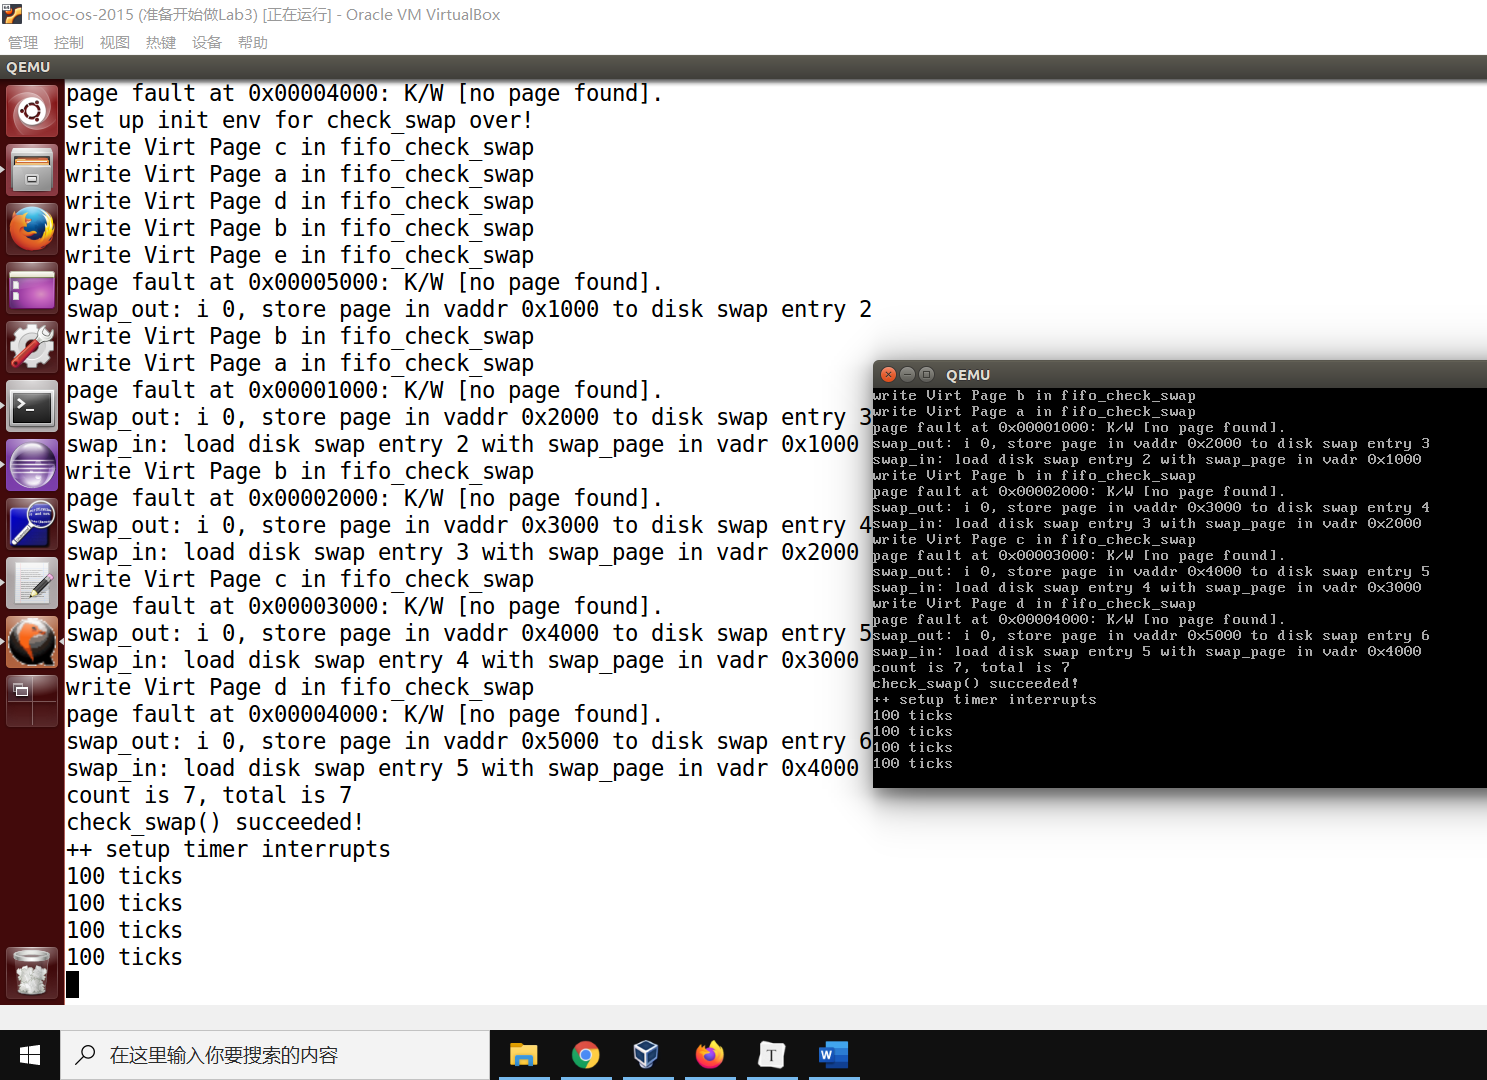 mooc-os-2015 (准备开始做Lab3) [正在运行] - Oracle VM VirtualBox
管理 控制 视图 热键 设备 帮助
QEMU
page fault at 0x00004000: K/W [no page found].
set up init env for check_swap over!
write Virt Page c in fifo_check_swap
write Virt Page a in fifo_check_swap
write Virt Page d in fifo_check_swap
write Virt Page b in fifo_check_swap
write Virt Page e in fifo_check_swap
page fault at 0x00005000: K/W [no page found].
swap_out: i 0, store page in vaddr 0x1000 to disk swap entry 2
write Virt Page b in fifo_check_swap
write Virt Page a in fifo_check_swap
page fault at 0x00001000: K/W [no page found].
swap_out: i 0, store page in vaddr 0x2000 to disk swap entry 3
swap_in: load disk swap entry 2 with swap_page in vadr 0x1000
write Virt Page b in fifo_check_swap
page fault at 0x00002000: K/W [no page found].
swap_out: i 0, store page in vaddr 0x3000 to disk swap entry 4
swap_in: load disk swap entry 3 with swap_page in vadr 0x2000
write Virt Page c in fifo_check_swap
page fault at 0x00003000: K/W [no page found].
swap_out: i 0, store page in vaddr 0x4000 to disk swap entry 5
swap_in: load disk swap entry 4 with swap_page in vadr 0x3000
write Virt Page d in fifo_check_swap
page fault at 0x00004000: K/W [no page found].
swap_out: i 0, store page in vaddr 0x5000 to disk swap entry 6
swap_in: load disk swap entry 5 with swap_page in vadr 0x4000
count is 7, total is 7
check_swap() succeeded!
++ setup timer interrupts
100 ticks
100 ticks
100 ticks
100 ticks
QEMU
write Virt Page b in fifo_check_swap
write Virt Page a in fifo_check_swap
page fault at 0x00001000: K/W [no page found].
swap_out: i 0, store page in vaddr 0x2000 to disk swap entry 3
swap_in: load disk swap entry 2 with swap_page in vadr 0x1000
write Virt Page b in fifo_check_swap
page fault at 0x00002000: K/W [no page found].
swap_out: i 0, store page in vaddr 0x3000 to disk swap entry 4
swap_in: load disk swap entry 3 with swap_page in vadr 0x2000
write Virt Page c in fifo_check_swap
page fault at 0x00003000: K/W [no page found].
swap_out: i 0, store page in vaddr 0x4000 to disk swap entry 5
swap_in: load disk swap entry 4 with swap_page in vadr 0x3000
write Virt Page d in fifo_check_swap
page fault at 0x00004000: K/W [no page found].
swap_out: i 0, store page in vaddr 0x5000 to disk swap entry 6
swap_in: load disk swap entry 5 with swap_page in vadr 0x4000
count is 7, total is 7
check_swap() succeeded!
++ setup timer interrupts
100 ticks
100 ticks
100 ticks
100 ticks
在这里输入你要搜索的内容